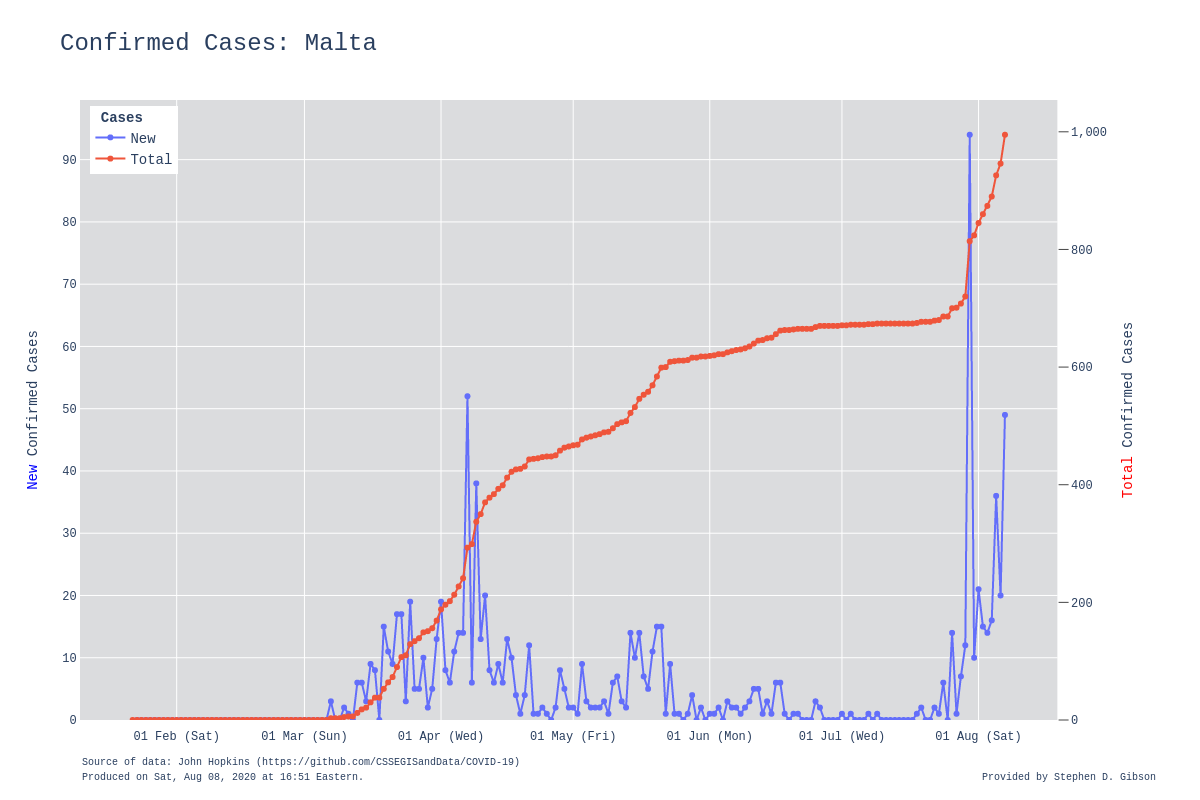 Confirmed Cases: Malta
Cases
New
Total
90
80
70
60
50
40
30
20
10
0
New Confirmed Cases
1,000
800
600
400
200
0
Total Confirmed Cases
01 Feb (Sat)
01 Mar (Sun)
01 Apr (Wed)
01 May (Fri)
01 Jun (Mon)
01 Jul (Wed)
01 Aug (Sat)
Source of data: John Hopkins (https://github.com/CSSEGISandData/COVID-19)
Produced on Sat, Aug 08, 2020 at 16:51 Eastern.
Provided by Stephen D. Gibson